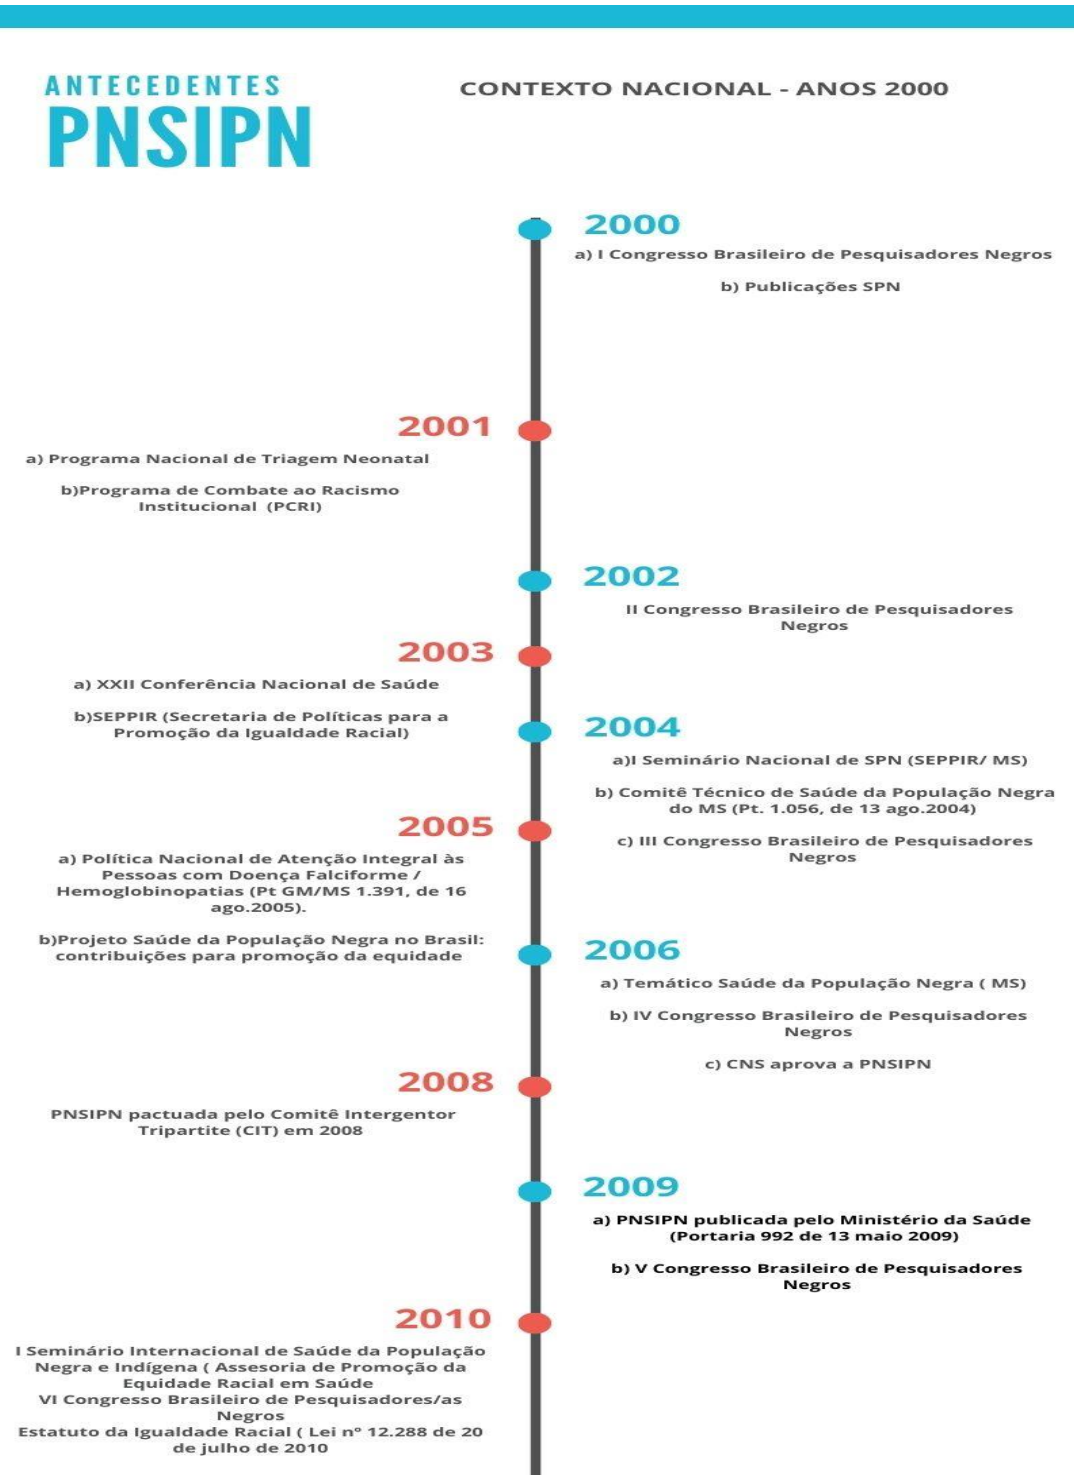 ANTECEDENTES
PNSIPN
CONTEXTO NACIONAL - ANOS 2000
2000
a) I Congresso Brasileiro de Pesquisadores Negros
b) Publicações SPN
2001
a) Programa Nacional de Triagem Neonatal
b)Programa de Combate ao Racismo
Institucional (PCRI)
2002
II Congresso Brasileiro de Pesquisadores
Negros
2003
a) XXII Conferência Nacional de Saúde
b)SEPPIR (Secretaria de Políticas para a
Promoção da Igualdade Racial)
2004
a)I Seminário Nacional de SPN (SEPPIR/ MS)
b) Comitê Técnico de Saúde da População Negra
do MS (Pt. 1.056, de 13 ago.2004)
c) III Congresso Brasileiro de Pesquisadores
Negros
2005
a) Política Nacional de Atenção Integral às
Pessoas com Doença Falciforme /
Hemoglobinopatias (Pt GM/MS 1.391, de 16
ago.2005).
b)Projeto Saúde da População Negra no Brasil:
contribuições para promoção da equidade
2006
a) Temático Saúde da População Negra ( MS)
b) IV Congresso Brasileiro de Pesquisadores
Negros
c) CNS aprova a PNSIPN
2008
PNSIPN pactuada pelo Comitê Intergentor
Tripartite (CIT) em 2008
2009
a) PNSIPN publicada pelo Ministério da Saúde
(Portaria 992 de 13 maio 2009)
b) V Congresso Brasileiro de Pesquisadores
Negros
2010
I Seminário Internacional de Saúde da População
Negra e Indígena ( Assesoria de Promoção da
Equidade Racial em Saúde
VI Congresso Brasileiro de Pesquisadores/as
Negros
Estatuto da Igualdade Racial ( Lei nº 12.288 de 20
de julho de 2010